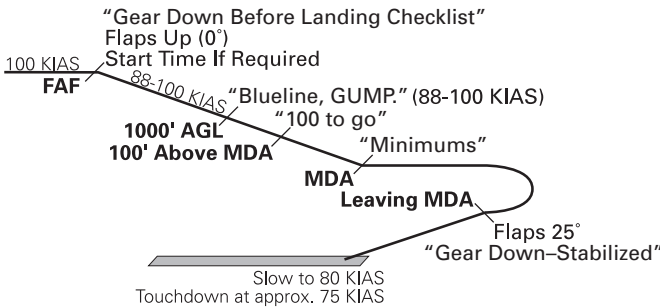 “Gear Down Before Landing Checklist”
Flaps Up (0˚)
Start Time If Required
100 KIAS
FAF
88-100 KIAS
“Blueline, GUMP.” (88-100 KIAS)
1000' AGL
“100 to go”
100' Above MDA
“Minimums”
MDA
Leaving MDA
Flaps 25˚
“Gear Down–Stabilized”
Slow to 80 KIAS
Touchdown at approx. 75 KIAS